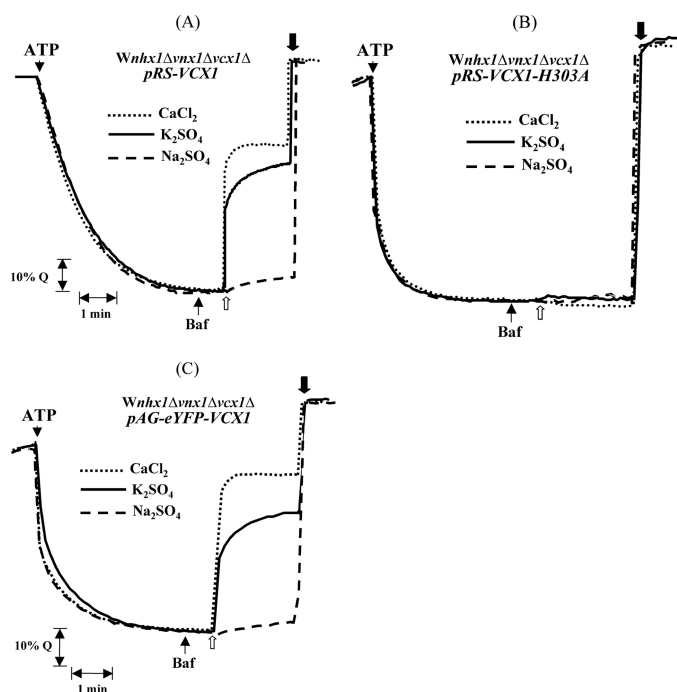 (A)
ATP
Wnhx1Δvnx1Δvcx1Δ
pRS-VCX1
CaCl₂
K₂SO₄
Na₂SO₄
10% Q
1 min
Baf
(B)
ATP
Wnhx1Δvnx1Δvcx1Δ
pRS-VCX1-H303A
CaCl₂
K₂SO₄
Na₂SO₄
Baf
(C)
ATP
Wnhx1Δvnx1Δvcx1Δ
pAG-eYFP-VCX1
CaCl₂
K₂SO₄
Na₂SO₄
10% Q
1 min
Baf